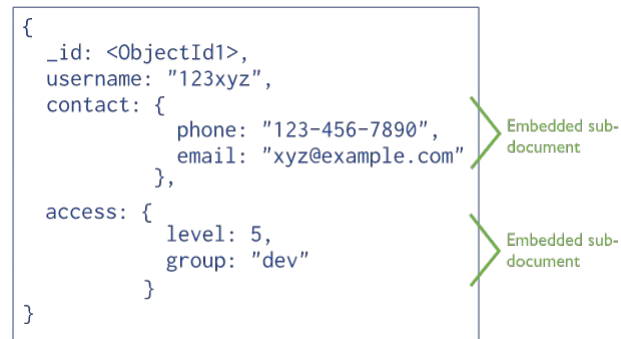 {
_id: <ObjectId1>,
username: "123xyz",
contact: {
phone: "123-456-7890",
email: "xyz@example.com"
},
access: {
level: 5,
group: "dev"
}
}
Embedded sub-
document
Embedded sub-
document